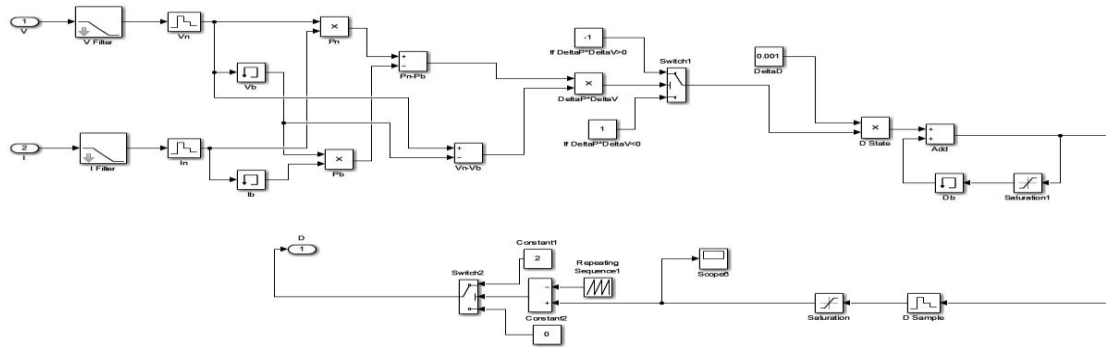 1
V
V Filter
Vn
×
Pn
Vb
+
−
Pn-Pb
-1
If DeltaP*DeltaV>0
Switch1
0.001
DeltaD
×
DeltaP*DeltaV
1
If DeltaP*DeltaV<0
2
I
I Filter
In
Ib
×
Pb
+
−
Vn-Vb
×
D State
+
+
Add
Db
Saturation1
D
1
Constant1
2
Switch2
Repeating
Sequence1
−
+
Constant2
0
Scope6
Saturation
D Sample